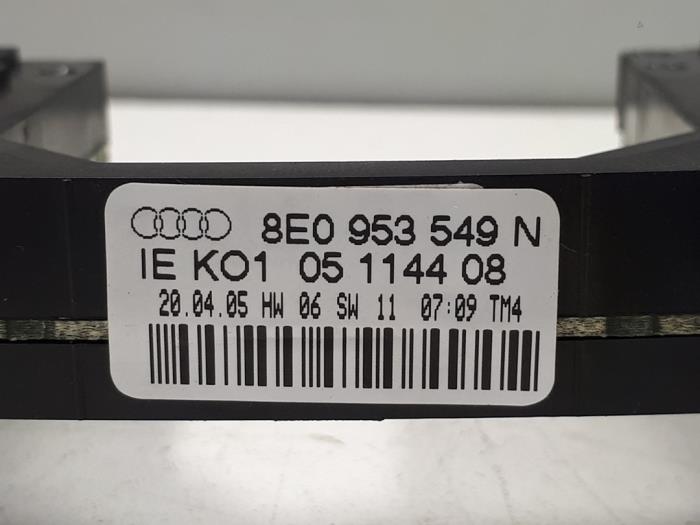 8E0 953 549 N
IE KO1 05 1144 08
20.04.05 HW 06 SW 11 07:09 TM4